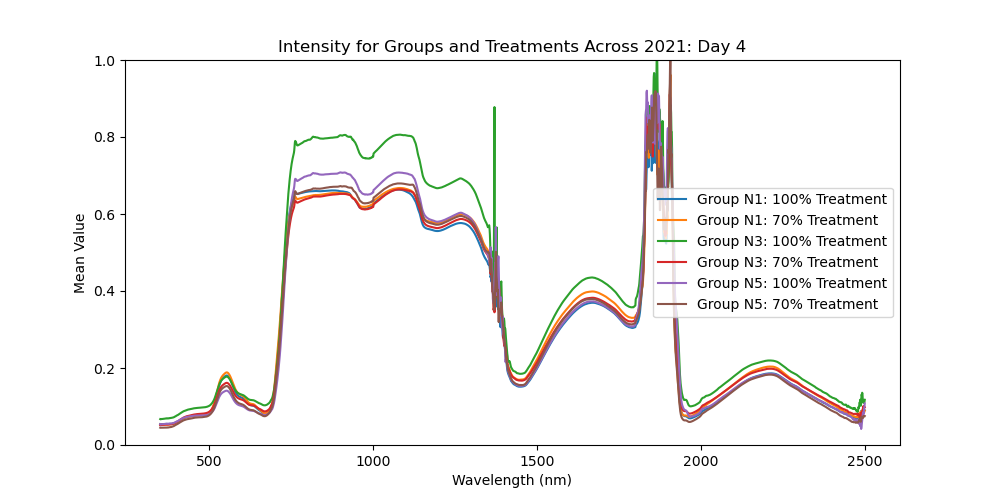 Intensity for Groups and Treatments Across 2021: Day 4
Mean Value
1.0
0.8
0.6
0.4
0.2
0.0
Group N1: 100% Treatment
Group N1: 70% Treatment
Group N3: 100% Treatment
Group N3: 70% Treatment
Group N5: 100% Treatment
Group N5: 70% Treatment
500 1000 1500 2000 2500
Wavelength (nm)